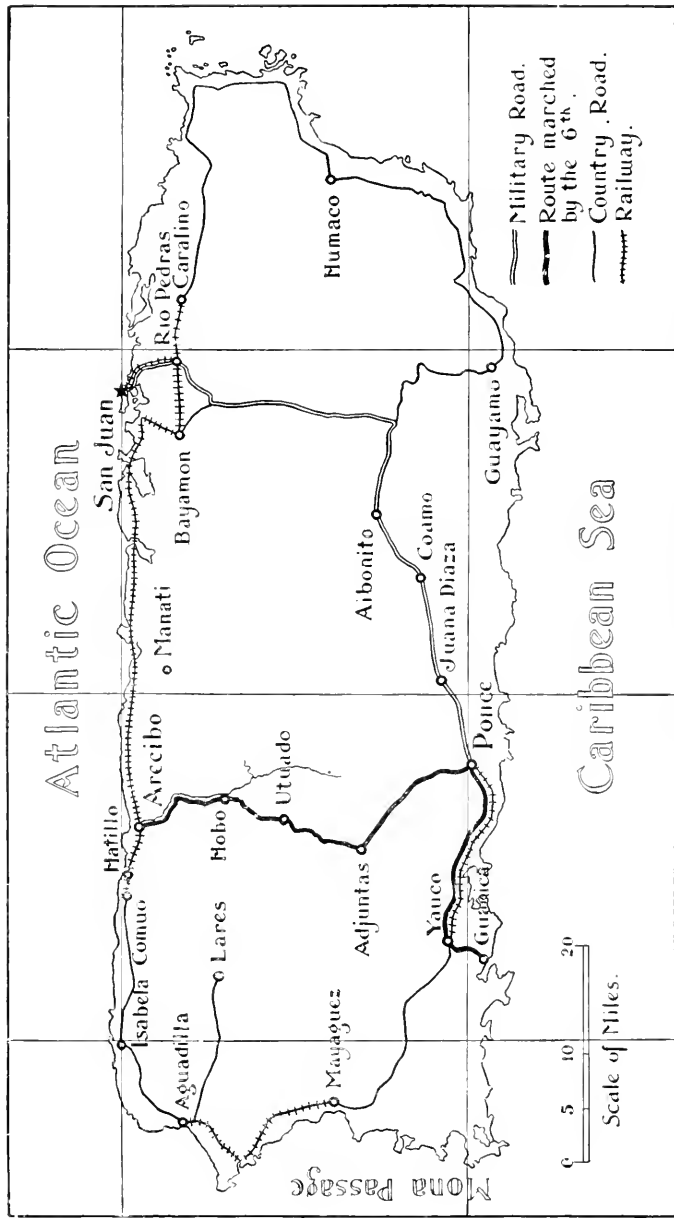 Atlantic Ocean
San Juan
Hatillo
Arecibo
Comuo
Isabela
Manati
Bayamon
Rio Pedras
Caralino
Aguadilla
Lares
Hobo
Utuado
Adjuntas
Mayaguez
Mona Passage
Aibonito
Coamo
Juana Diaza
Humaco
Guayamo
Ponce
Yauco
Guanica
Caribbean Sea
0 5 10 20
Scale of Miles.
Military Road.
Route marched
by the 6th.
Country Road.
Railway.